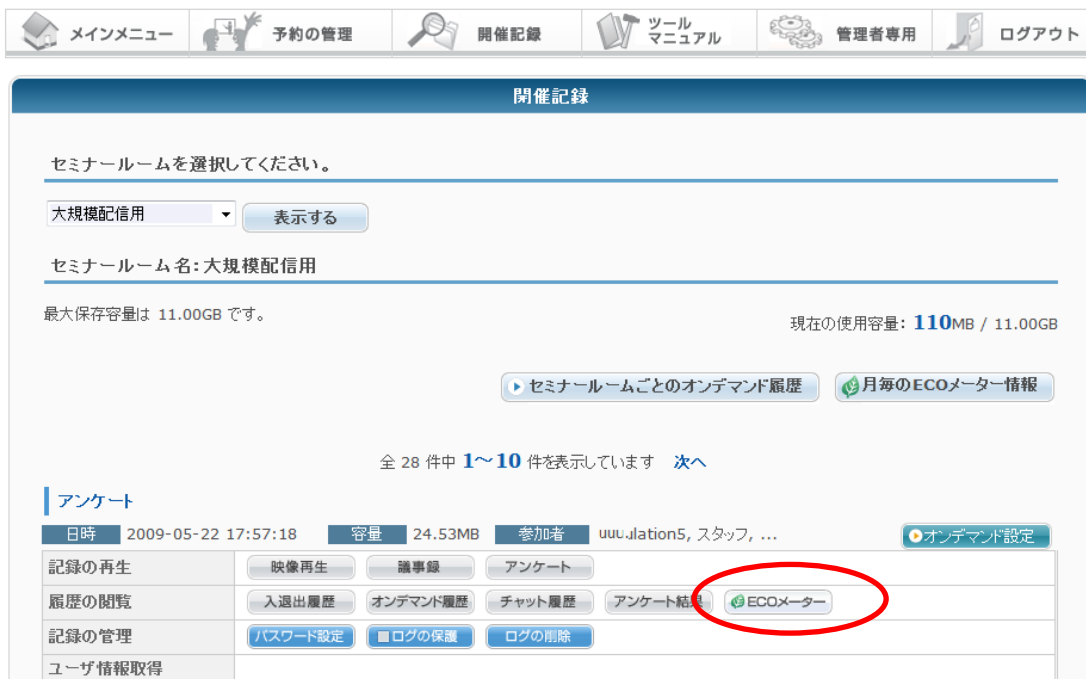 メインメニュー 予約の管理 開催記録 ツール マニュアル 管理者専用 ログアウト
開催記録
セミナールームを選択してください。
大規模配信用 表示する
セミナールーム名:大規模配信用
最大保存容量は 11.00GB です。
現在の使用容量: 110MB / 11.00GB
セミナールームごとのオンデマンド履歴 月毎のECOメーター情報
全 28 件中 1～10 件を表示しています 次へ
アンケート
日時 2009-05-22 17:57:18 容量 24.53MB 参加者 スタッフ, ... オンデマンド設定
記録の再生 映像再生 議事録 アンケート
履歴の閲覧 入退出履歴 オンデマンド履歴 チャット履歴 アンケート結果 ECOメーター
記録の管理 パスワード設定 ログの保護 ログの削除
ユーザ情報取得